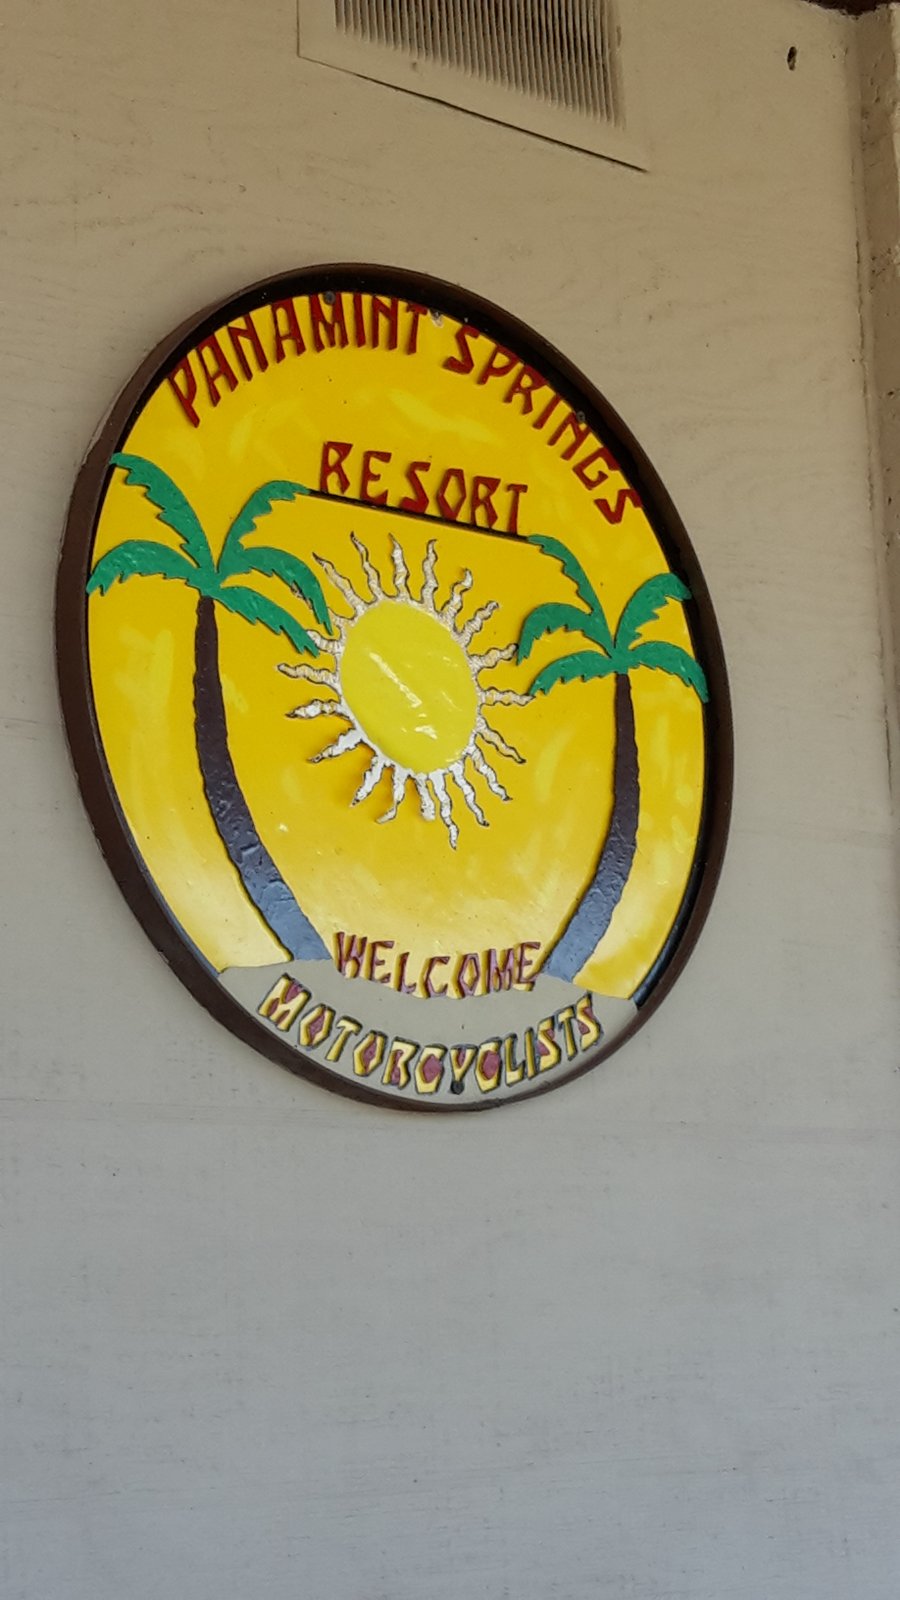 PANAMINT SPRINGS
RESORT
WELCOME
MOTORCYCLISTS